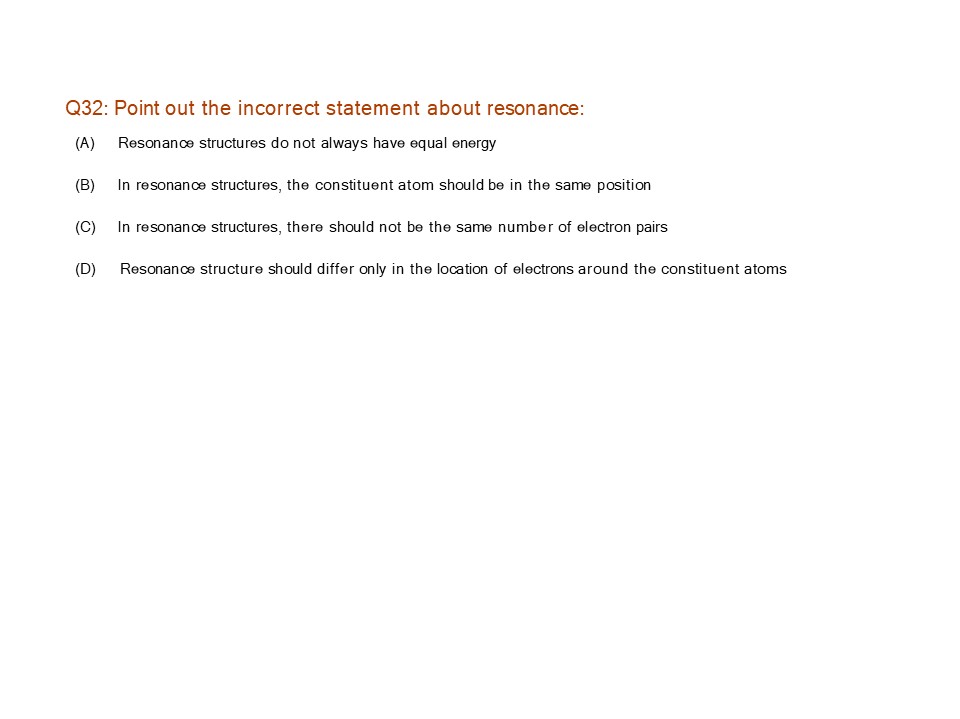 Q32: Point out the incorrect statement about resonance:
(A) Resonance structures do not always have equal energy
(B) In resonance structures, the constituent atom should be in the same position
(C) In resonance structures, there should not be the same number of electron pairs
(D) Resonance structure should differ only in the location of electrons around the constituent atoms